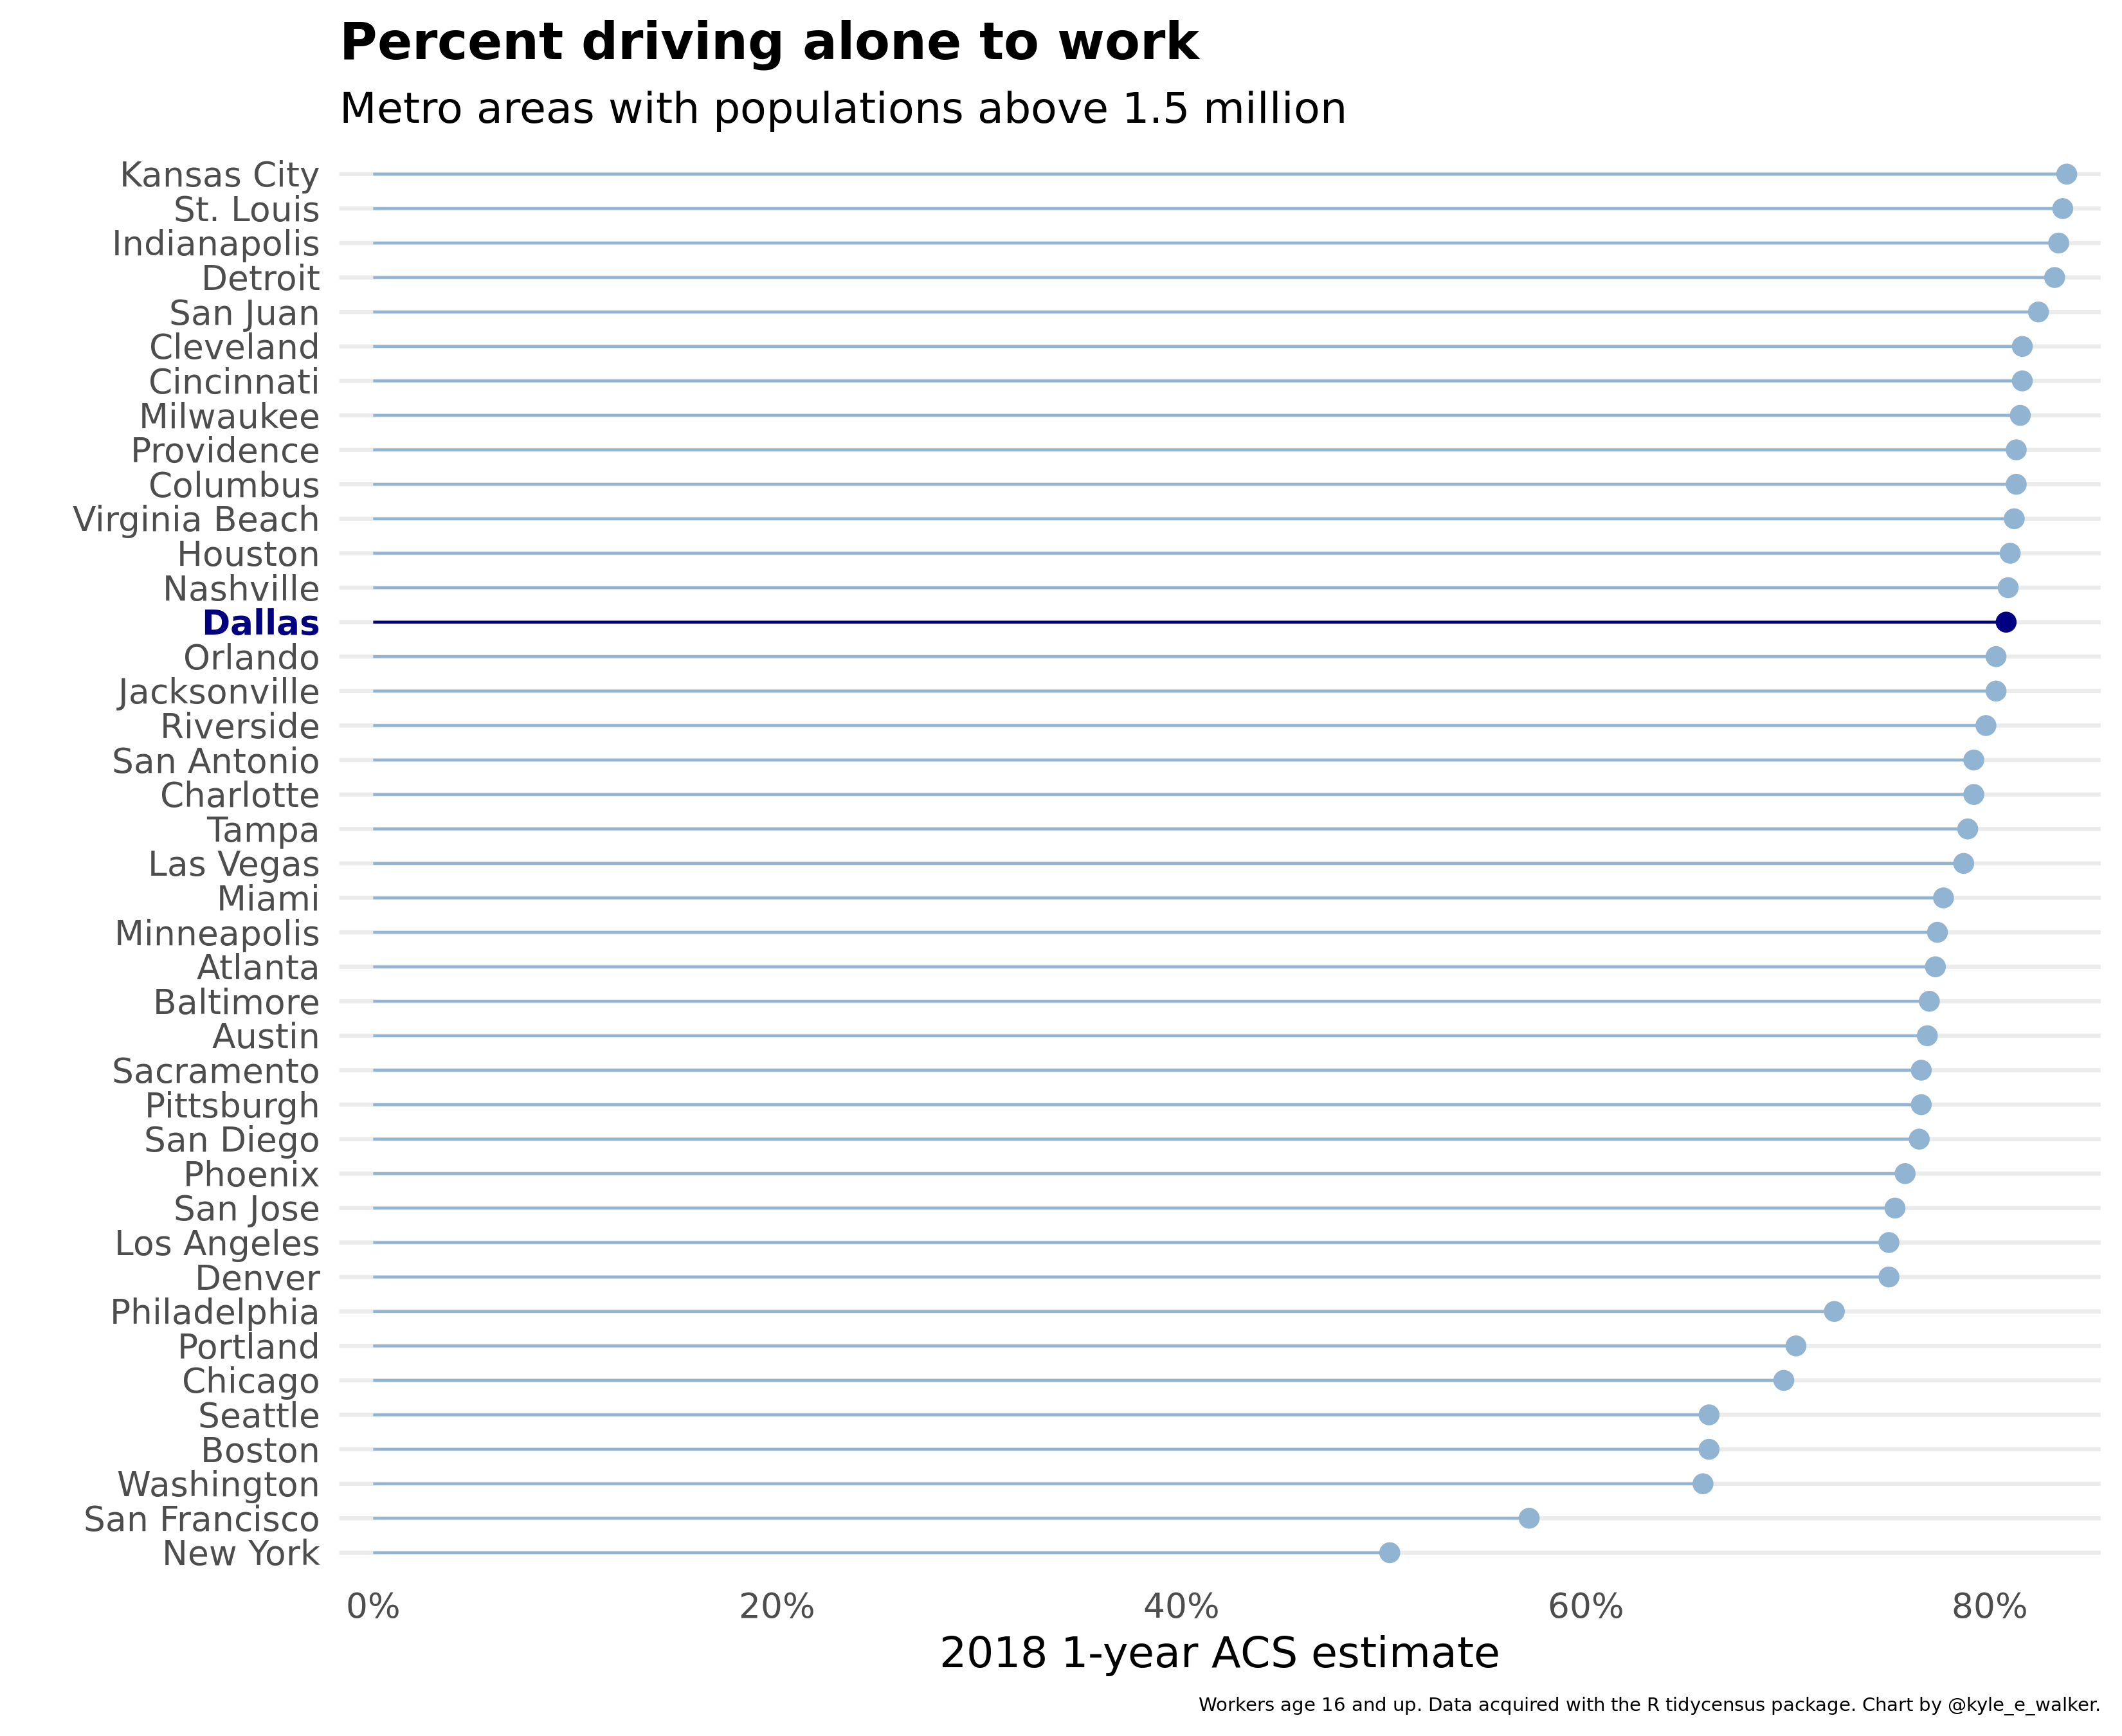 Percent driving alone to work
Metro areas with populations above 1.5 million
Kansas City
St. Louis
Indianapolis
Detroit
San Juan
Cleveland
Cincinnati
Milwaukee
Providence
Columbus
Virginia Beach
Houston
Nashville
Dallas
Orlando
Jacksonville
Riverside
San Antonio
Charlotte
Tampa
Las Vegas
Miami
Minneapolis
Atlanta
Baltimore
Austin
Sacramento
Pittsburgh
San Diego
Phoenix
San Jose
Los Angeles
Denver
Philadelphia
Portland
Chicago
Seattle
Boston
Washington
San Francisco
New York
0% 20% 40% 60% 80%
2018 1-year ACS estimate
Workers age 16 and up. Data acquired with the R tidycensus package. Chart by @kyle_e_walker.